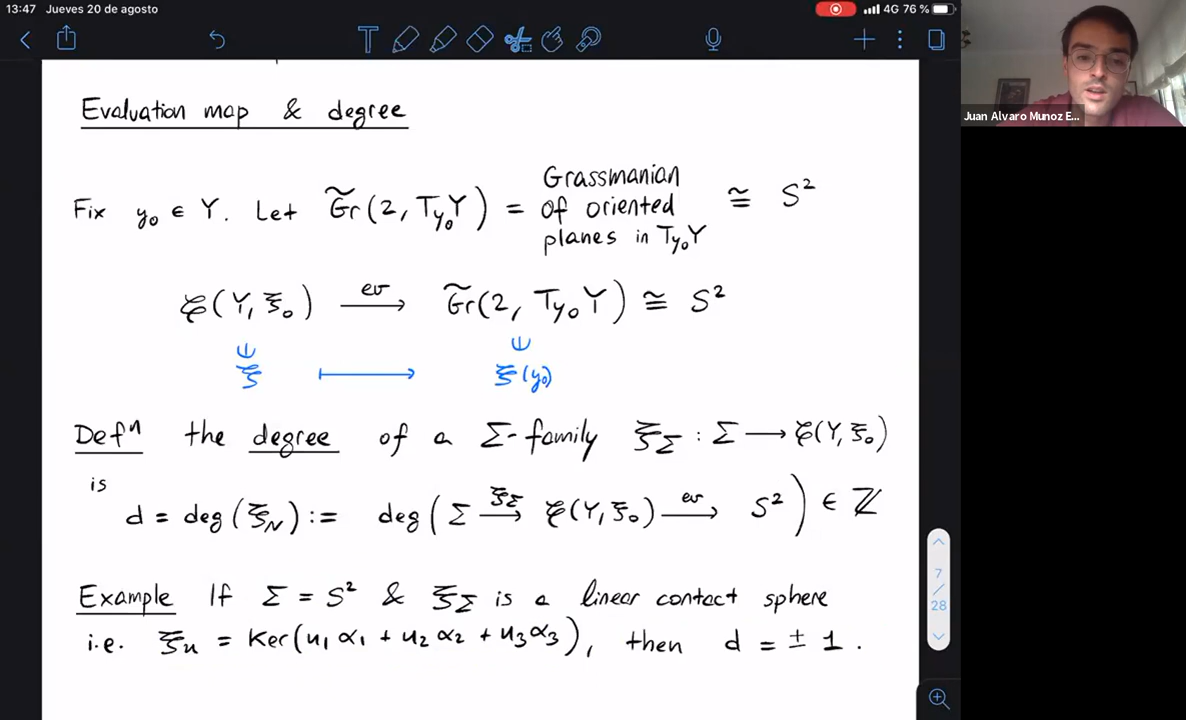 13:47 Jueves 20 de agosto
4G 76 %
Evaluation map & degree
Fix y₀ ∈ Y. Let G̃r(2, T_{y₀}Y) = Grassmanian of oriented planes in T_{y₀}Y ≅ S²
𝒞(Y, ξ₀) —ev→ G̃r(2, T_{y₀}Y) ≅ S²
ξ ⟼ ξ(y₀)
Defⁿ the degree of a Σ-family ξ_Σ : Σ ⟶ 𝒞(Y, ξ₀)
is
d = deg(ξ_N) := deg(Σ —ξ_Σ→ 𝒞(Y, ξ₀) —ev→ S²) ∈ ℤ
Example If Σ = S² & ξ_Σ is a linear contact sphere
i.e. ξ_u = Ker(u₁α₁ + u₂α₂ + u₃α₃), then d = ± 1.
Juan Alvaro Munoz E...
7
/
28